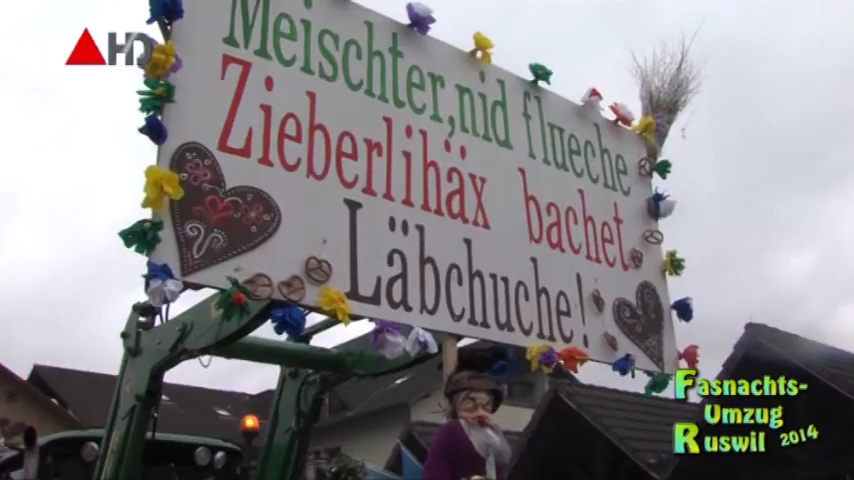 HD
Meischter,nid flueche
Zieberlihäx bachet
Läbchuche!
Fasnachts-
Umzug
Ruswil 2014